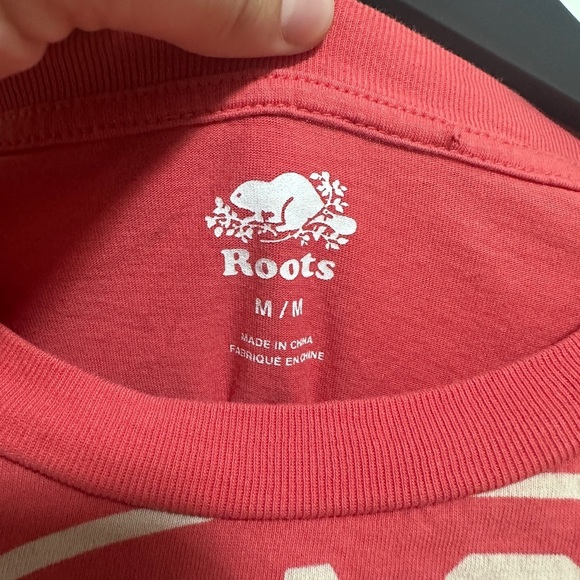 Roots
M / M
MADE IN CHINA
FABRIQUÉ EN CHINE